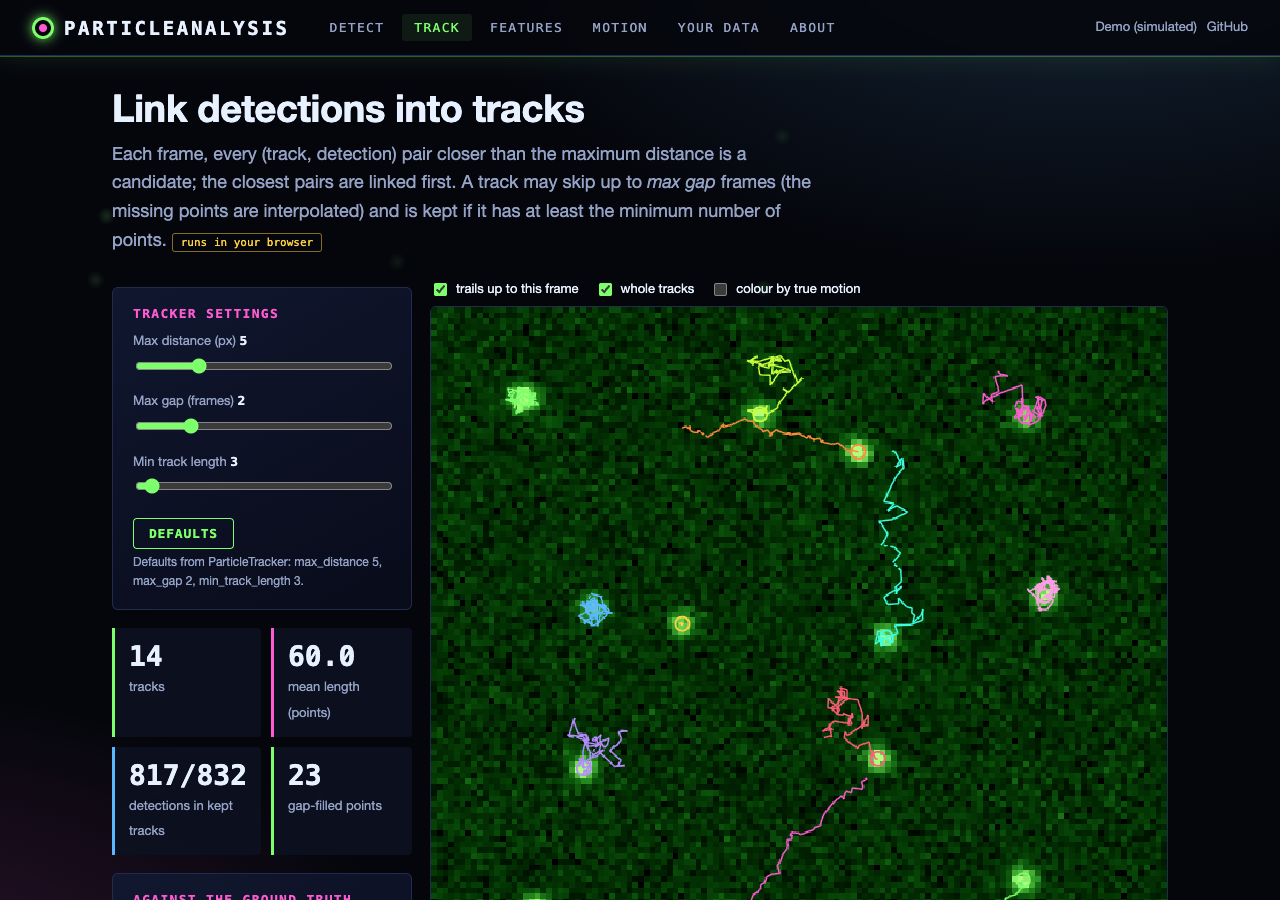 PARTICLEANALYSIS
DETECT
TRACK
FEATURES
MOTION
YOUR DATA
ABOUT
Demo (simulated)
GitHub
Link detections into tracks
Each frame, every (track, detection) pair closer than the maximum distance is a
candidate; the closest pairs are linked first. A track may skip up to max gap frames (the
missing points are interpolated) and is kept if it has at least the minimum number of
points. runs in your browser
TRACKER SETTINGS
Max distance (px) 5
Max gap (frames) 2
Min track length 3
DEFAULTS
Defaults from ParticleTracker: max_distance 5,
max_gap 2, min_track_length 3.
14
tracks
60.0
mean length
(points)
817/832
detections in kept
tracks
23
gap-filled points
AGAINST THE GROUND TRUTH
trails up to this frame
whole tracks
colour by true motion